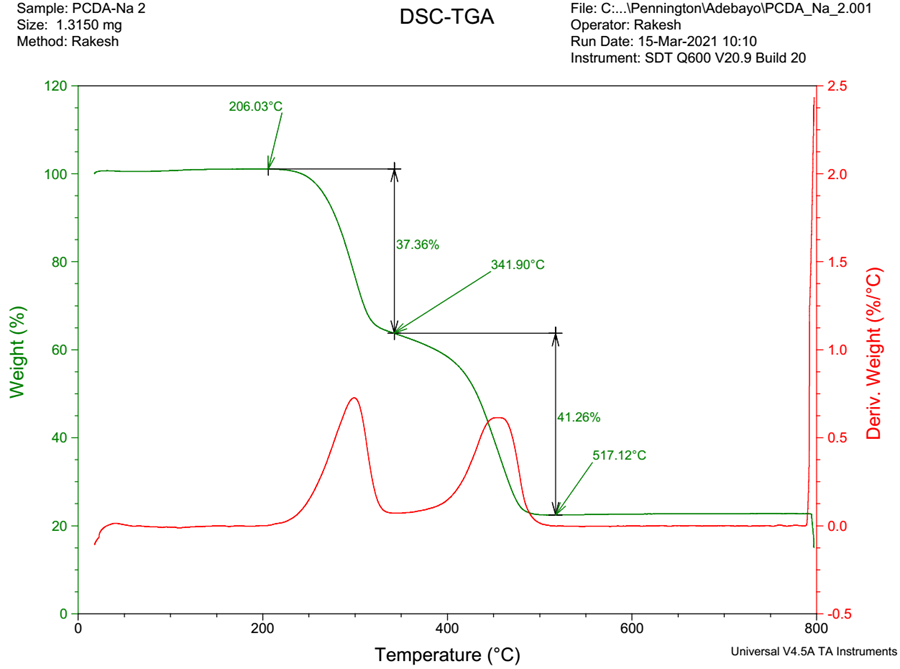 Sample: PCDA-Na 2
Size: 1.3150 mg
Method: Rakesh
DSC-TGA
File: C:...\Pennington\Adebayo\PCDA_Na_2.001
Operator: Rakesh
Run Date: 15-Mar-2021 10:10
Instrument: SDT Q600 V20.9 Build 20
206.03°C
37.36%
341.90°C
41.26%
517.12°C
120
100
80
60
40
20
0
Weight (%)
2.5
2.0
1.5
1.0
0.5
0.0
-0.5
Deriv. Weight (%/°C)
0
200
400
600
800
Temperature (°C)
Universal V4.5A TA Instruments